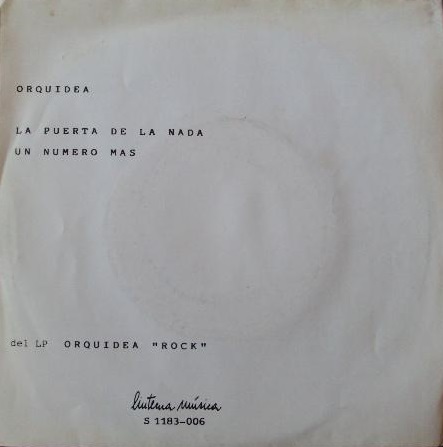 ORQUIDEA
LA PUERTA DE LA NADA
UN NUMERO MAS
del LP ORQUIDEA "ROCK"
linterna música
S 1183-006